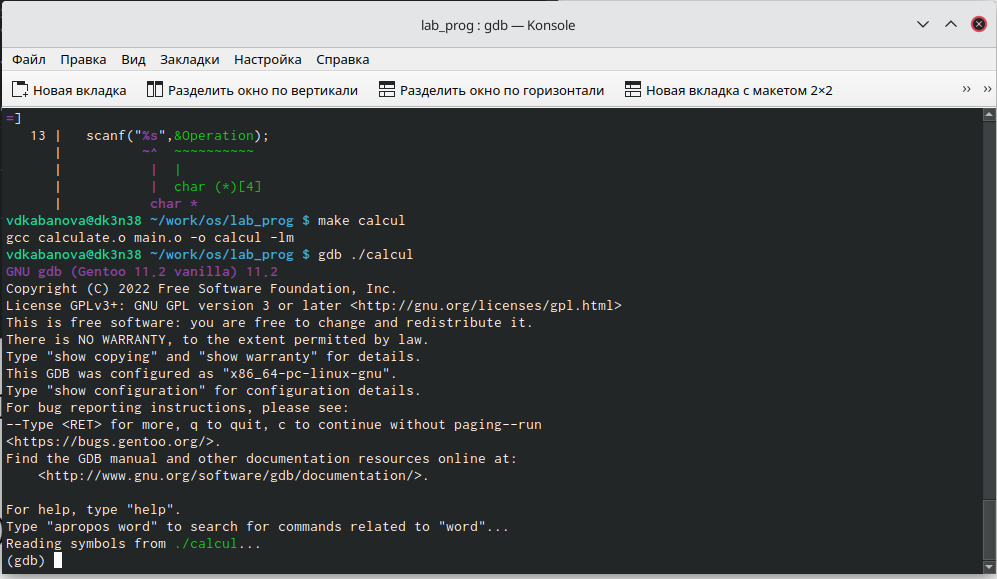 lab_prog : gdb — Konsole
Файл Правка Вид Закладки Настройка Справка
Новая вкладка Разделить окно по вертикали Разделить окно по горизонтали Новая вкладка с макетом 2×2 » »
=]
   13 |   scanf("%s",&Operation);
      |          ~^  ~~~~~~~~~~
      |           |  |
      |           |  char (*)[4]
      |           char *
vdkabanova@dk3n38 ~/work/os/lab_prog $ make calcul
gcc calculate.o main.o -o calcul -lm
vdkabanova@dk3n38 ~/work/os/lab_prog $ gdb ./calcul
GNU gdb (Gentoo 11.2 vanilla) 11.2
Copyright (C) 2022 Free Software Foundation, Inc.
License GPLv3+: GNU GPL version 3 or later <http://gnu.org/licenses/gpl.html>
This is free software: you are free to change and redistribute it.
There is NO WARRANTY, to the extent permitted by law.
Type "show copying" and "show warranty" for details.
This GDB was configured as "x86_64-pc-linux-gnu".
Type "show configuration" for configuration details.
For bug reporting instructions, please see:
--Type <RET> for more, q to quit, c to continue without paging--run
<https://bugs.gentoo.org/>.
Find the GDB manual and other documentation resources online at:
    <http://www.gnu.org/software/gdb/documentation/>.

For help, type "help".
Type "apropos word" to search for commands related to "word"...
Reading symbols from ./calcul...
(gdb)